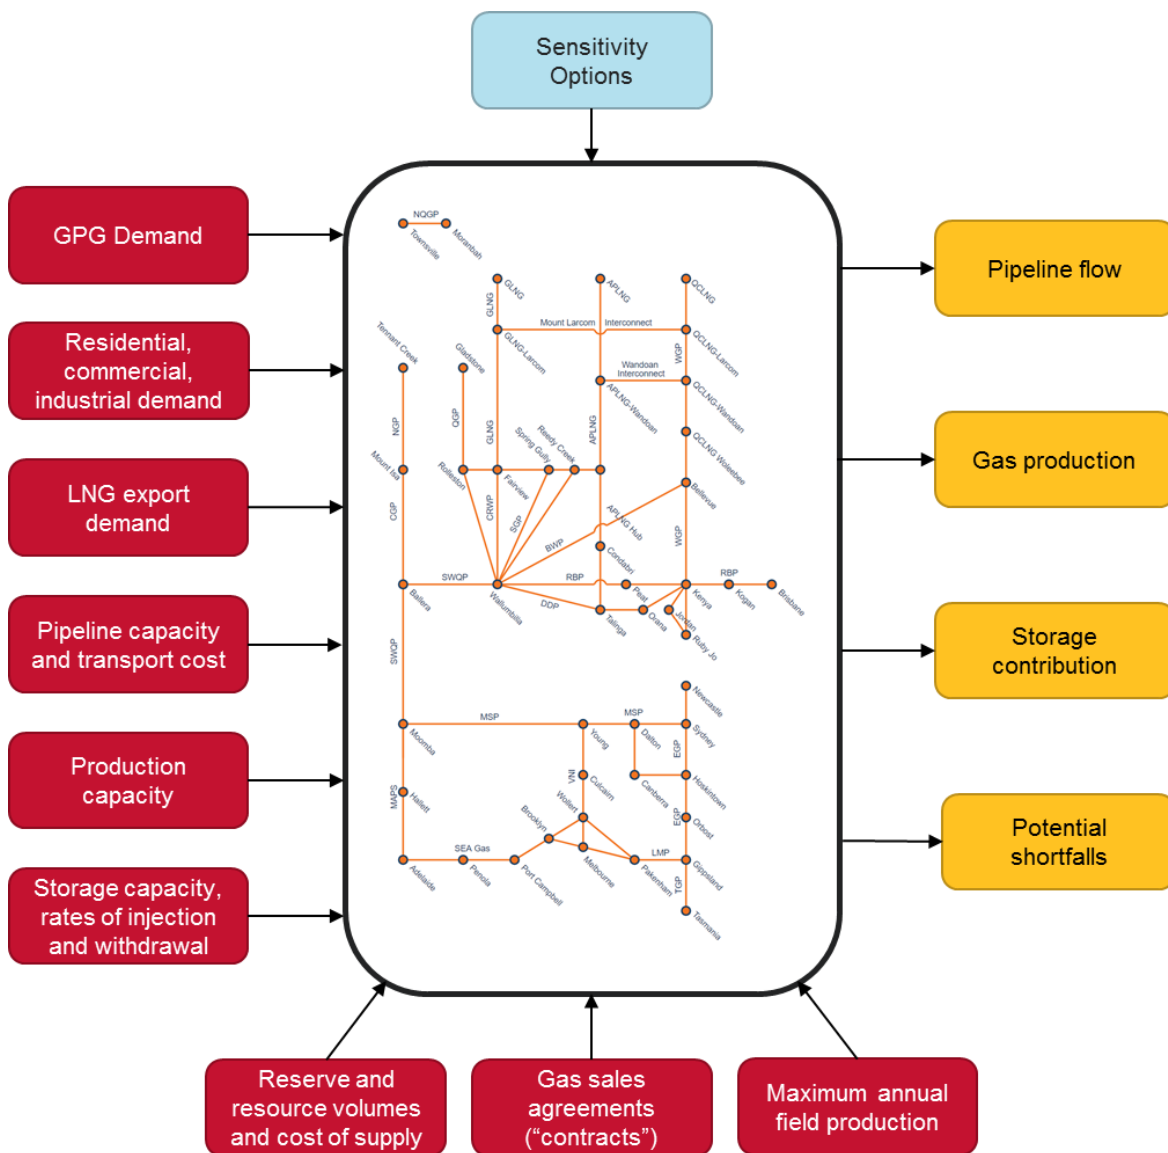 Sensitivity
Options
GPG Demand
Residential,
commercial,
industrial demand
LNG export
demand
Pipeline capacity
and transport cost
Production
capacity
Storage capacity,
rates of injection
and withdrawal
NQGP
Townsville
Moranbah
GLNG
APLNG
QCLNG
GLNG
Mount Larcom Interconnect
GLNG-Larcom
WGP
QCLNG-Larcom
Tennant Creek
Gladstone
Wandoan
Interconnect
APLNG-Wandoan
QCLNG-Wandoan
NGP
QGP
GLNG
Spring Gully
Reedy Creek
APLNG
QCLNG Woleebee
Mount Isa
Rolleston
Fairview
Bellevue
CGP
CRWP
SGP
APLNG Hub
BWP
Condabri
WGP
SWQP
RBP
RBP
Ballera
Wallumbilla
DDP
Peat
Kenya
Kogan
Brisbane
Talinga
Orana
Jordan
Ruby Jo
SWQP
Newcastle
MSP
MSP
Moomba
Young
Dalton
Sydney
EGP
VNI
Culcairn
Canberra
Hoskintown
MAPS
Hallett
Wollert
Brooklyn
EGP
Orbost
SEA Gas
LMP
Adelaide
Penola
Port Campbell
Melbourne
Pakenham
Gippsland
TGP
Tasmania
Pipeline flow
Gas production
Storage
contribution
Potential
shortfalls
Reserve and
resource volumes
and cost of supply
Gas sales
agreements
(“contracts”)
Maximum annual
field production